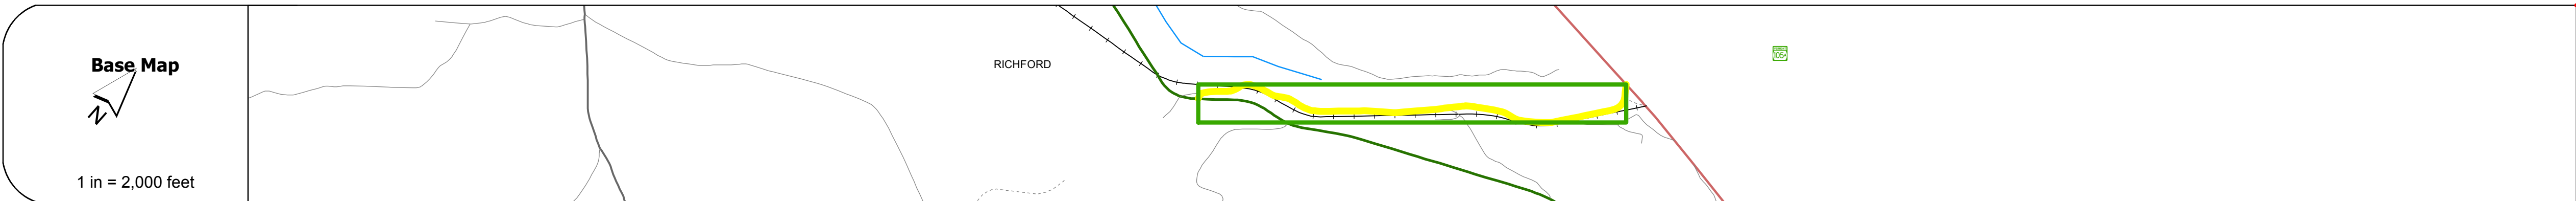 Base Map
N
1 in = 2,000 feet
RICHFORD